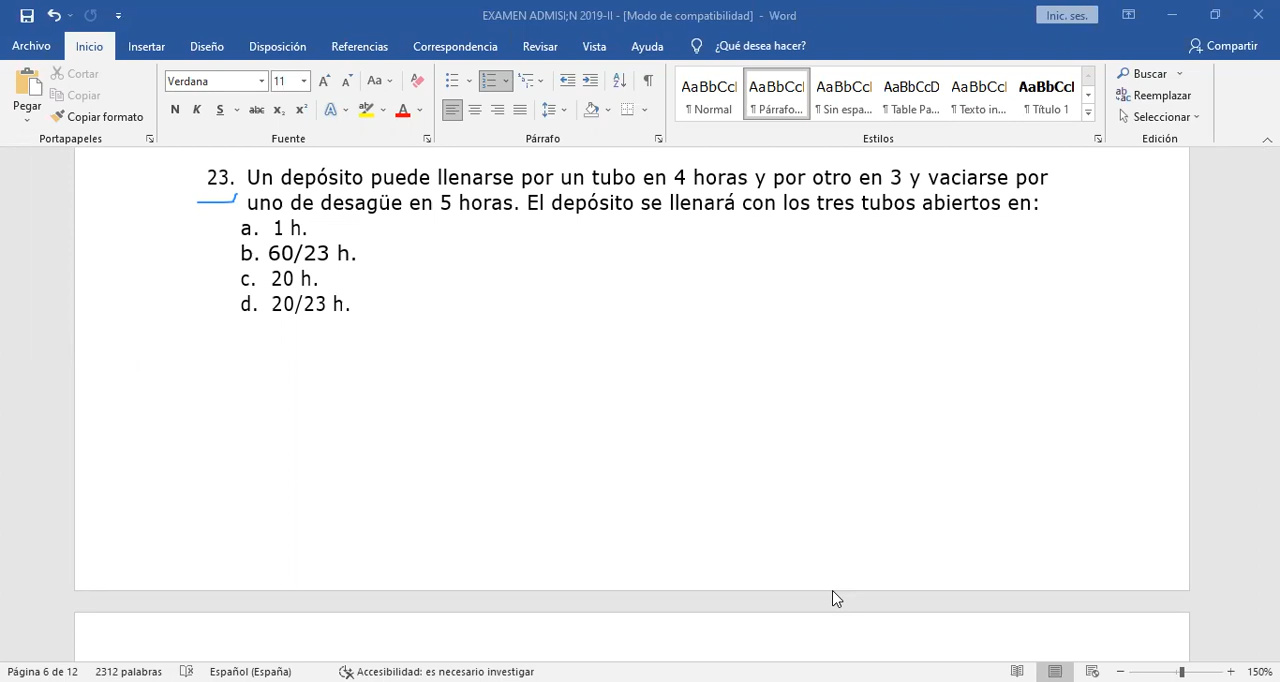 EXAMEN ADMISI;N 2019-II - [Modo de compatibilidad] - Word
Inic. ses.
Archivo Inicio Insertar Diseño Disposición Referencias Correspondencia Revisar Vista Ayuda ¿Qué desea hacer? Compartir
Pegar
Cortar
Copiar
Copiar formato
Portapapeles
Verdana 11
N K S abc x₂ x²
Fuente
Párrafo
AaBbCcI AaBbCcI AaBbCcI AaBbCcD AaBbCcI AaBbCcI
¶ Normal ¶ Párrafo... ¶ Sin espa... ¶ Table Pa... ¶ Texto in... ¶ Título 1
Estilos
Buscar
Reemplazar
Seleccionar
Edición
23. Un depósito puede llenarse por un tubo en 4 horas y por otro en 3 y vaciarse por
uno de desagüe en 5 horas. El depósito se llenará con los tres tubos abiertos en:
a. 1 h.
b. 60/23 h.
c. 20 h.
d. 20/23 h.
Página 6 de 12 2312 palabras Español (España) Accesibilidad: es necesario investigar 150%